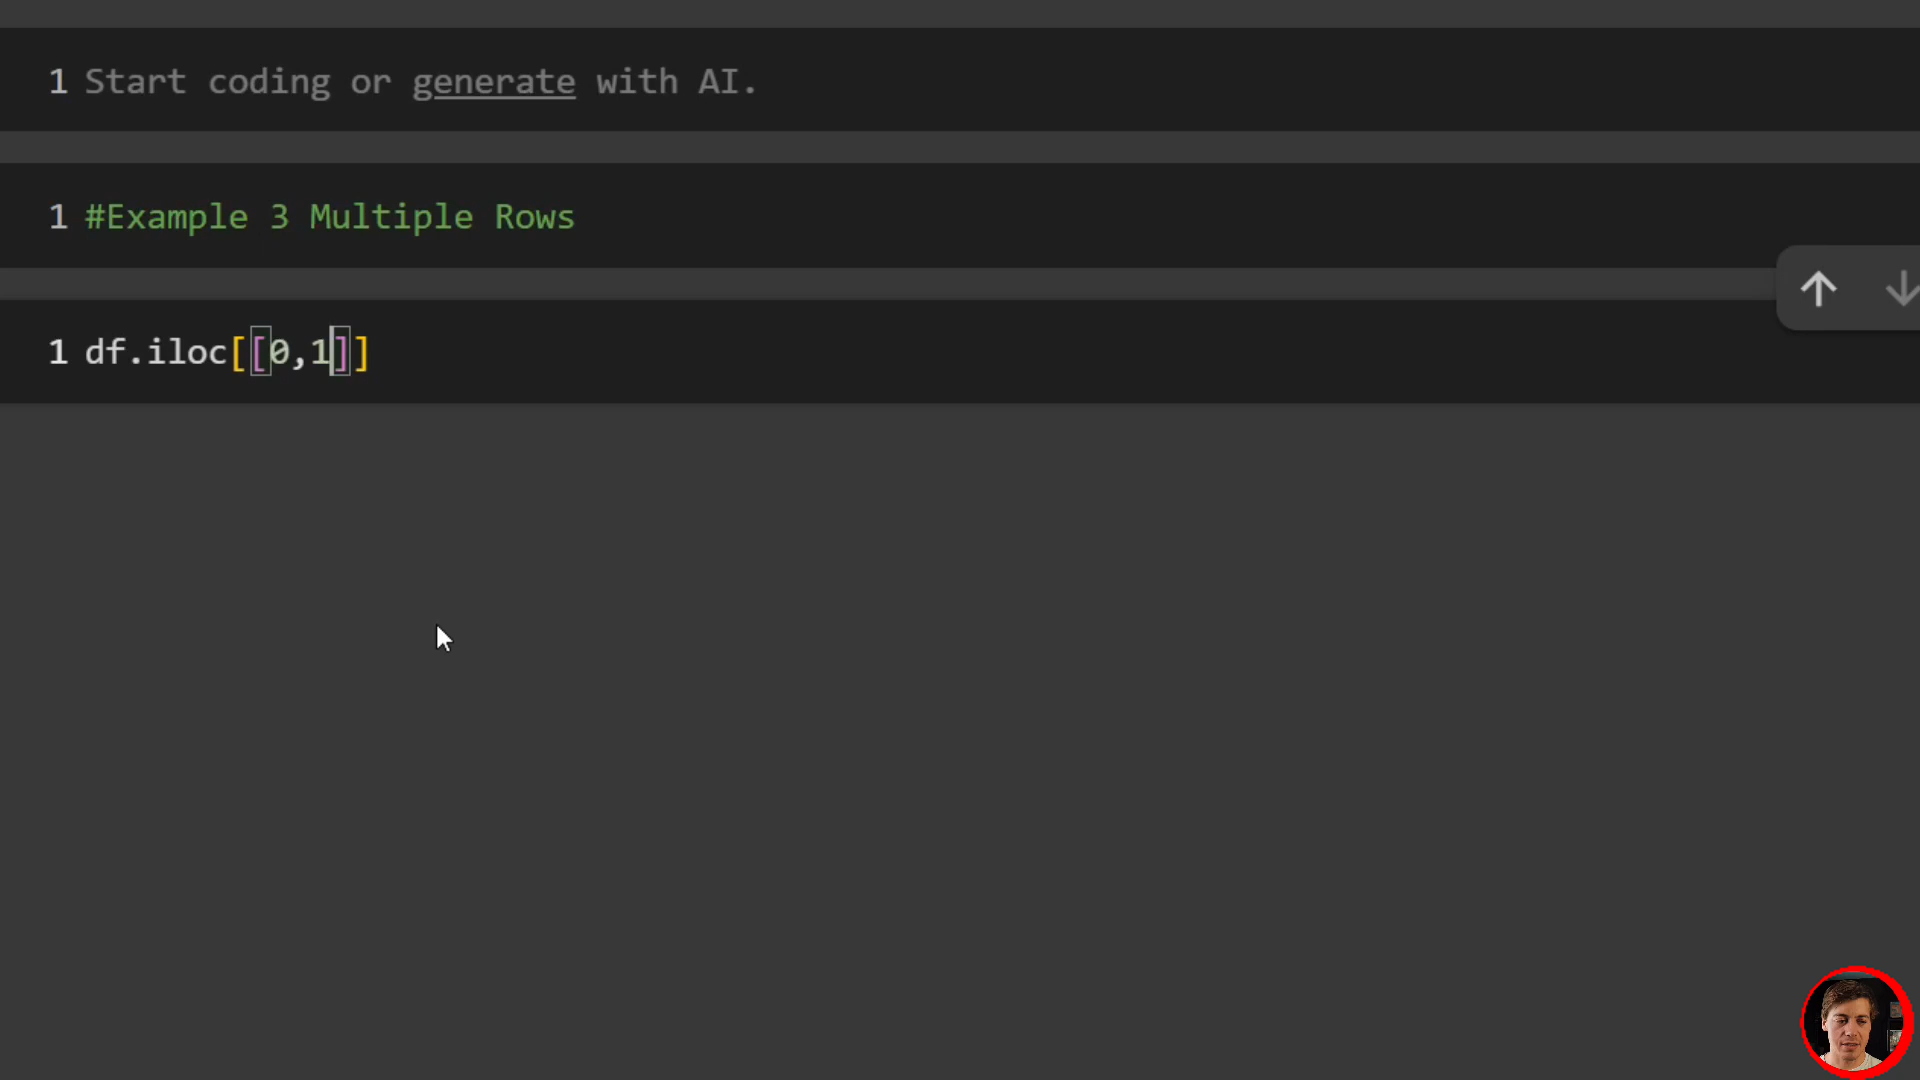 1 Start coding or generate with AI.
1 #Example 3 Multiple Rows
1 df.iloc[[0,1]]